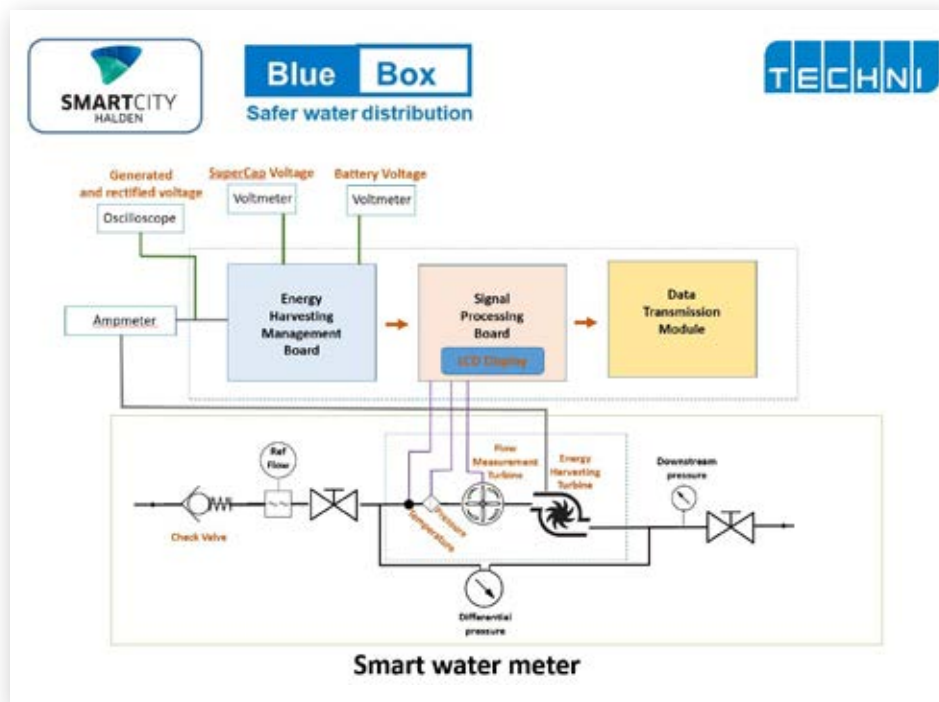 SMARTCITY
HALDEN
Blue Box
Safer water distribution
TECHNI
Generated
and rectified voltage
Oscilloscope
SuperCap Voltage
Voltmeter
Battery Voltage
Voltmeter
Ampmeter
Energy
Harvesting
Management
Board
Signal
Processing
Board
LCD Display
Data
Transmission
Module
Ref
Flow
Check Valve
Temperature
Pressure
Flow
Measurement
Turbine
Energy
Harvesting
Turbine
Downstream
pressure
Differential
pressure
Smart water meter